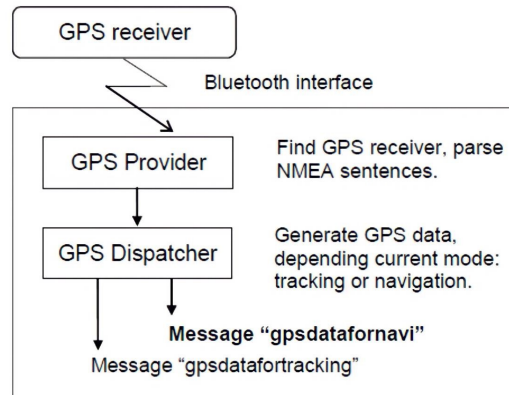 GPS receiver
Bluetooth interface
GPS Provider
Find GPS receiver, parse
NMEA sentences.
GPS Dispatcher
Generate GPS data,
depending current mode:
tracking or navigation.
Message “gpsdatafornavi”
Message “gpsdatafortracking”